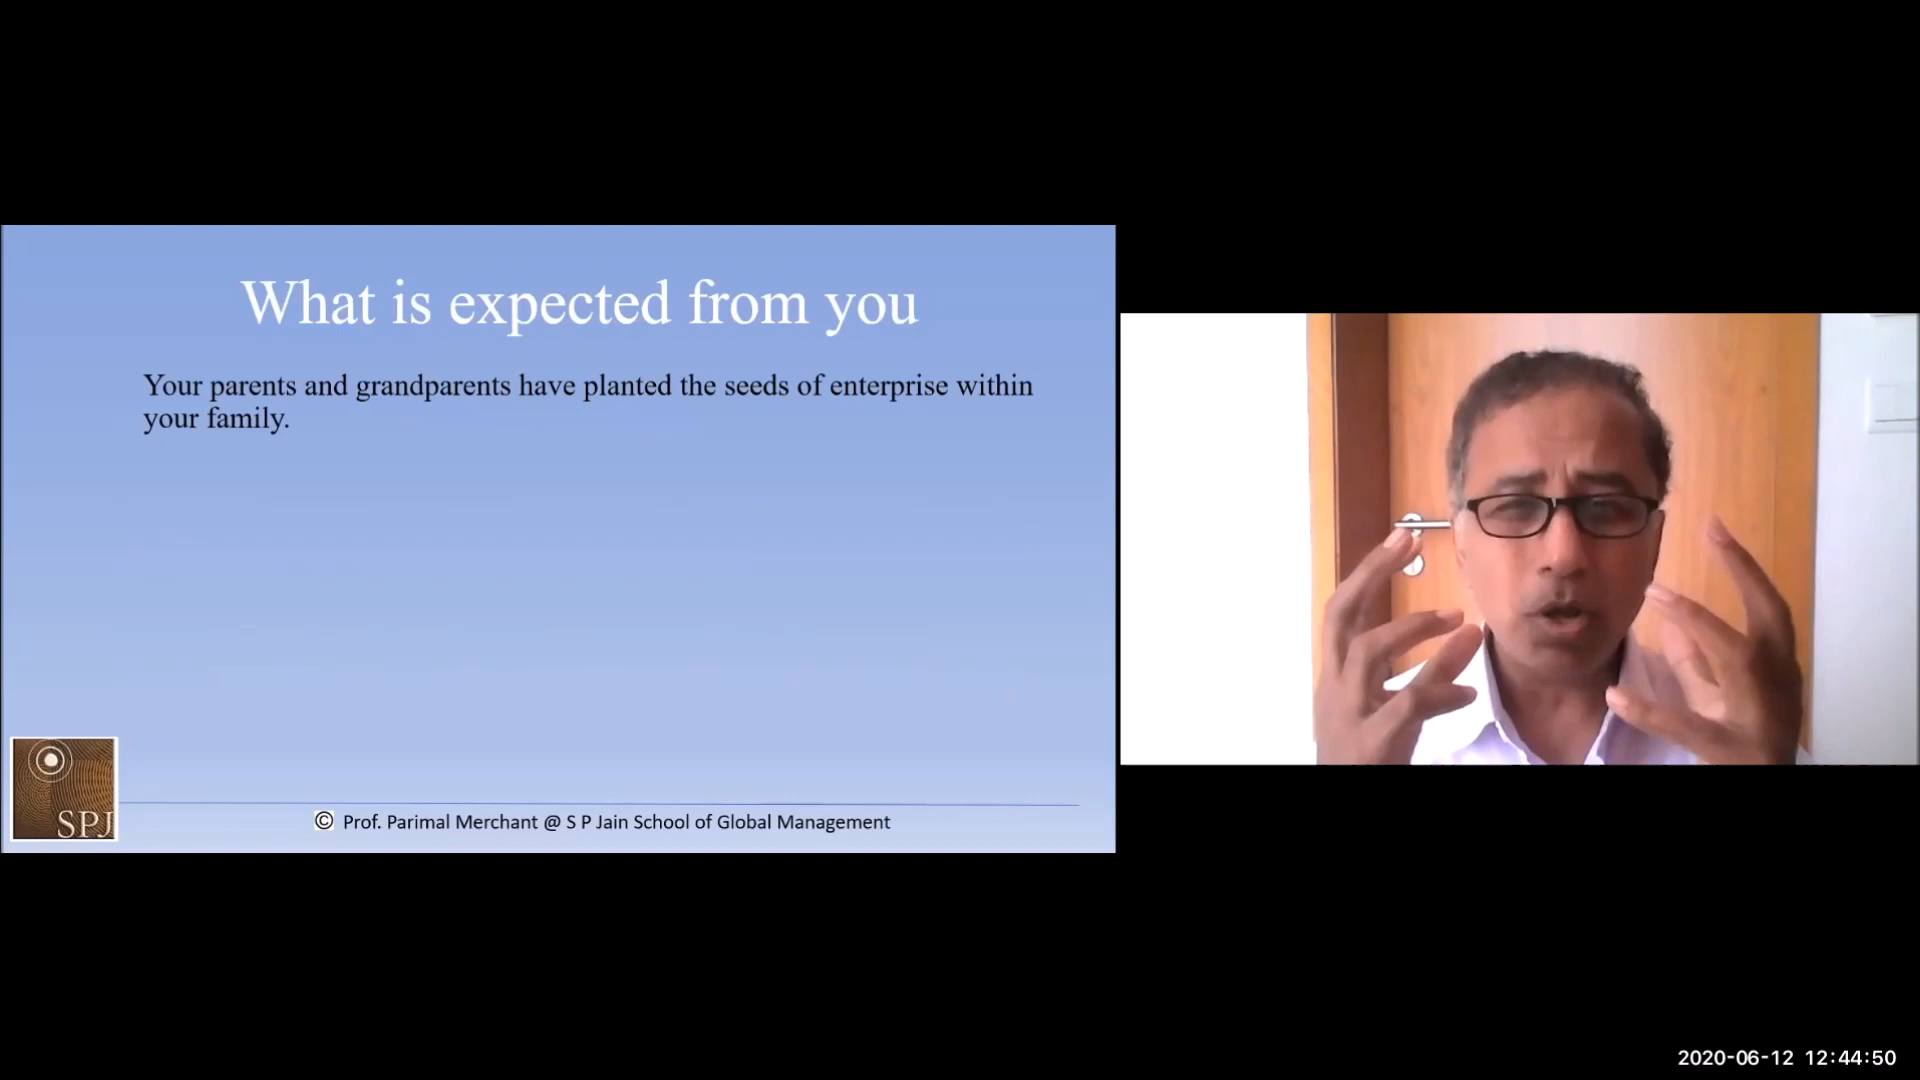 What is expected from you
Your parents and grandparents have planted the seeds of enterprise within
your family.
SPJ
© Prof. Parimal Merchant @ S P Jain School of Global Management
2020-06-12 12:44:50